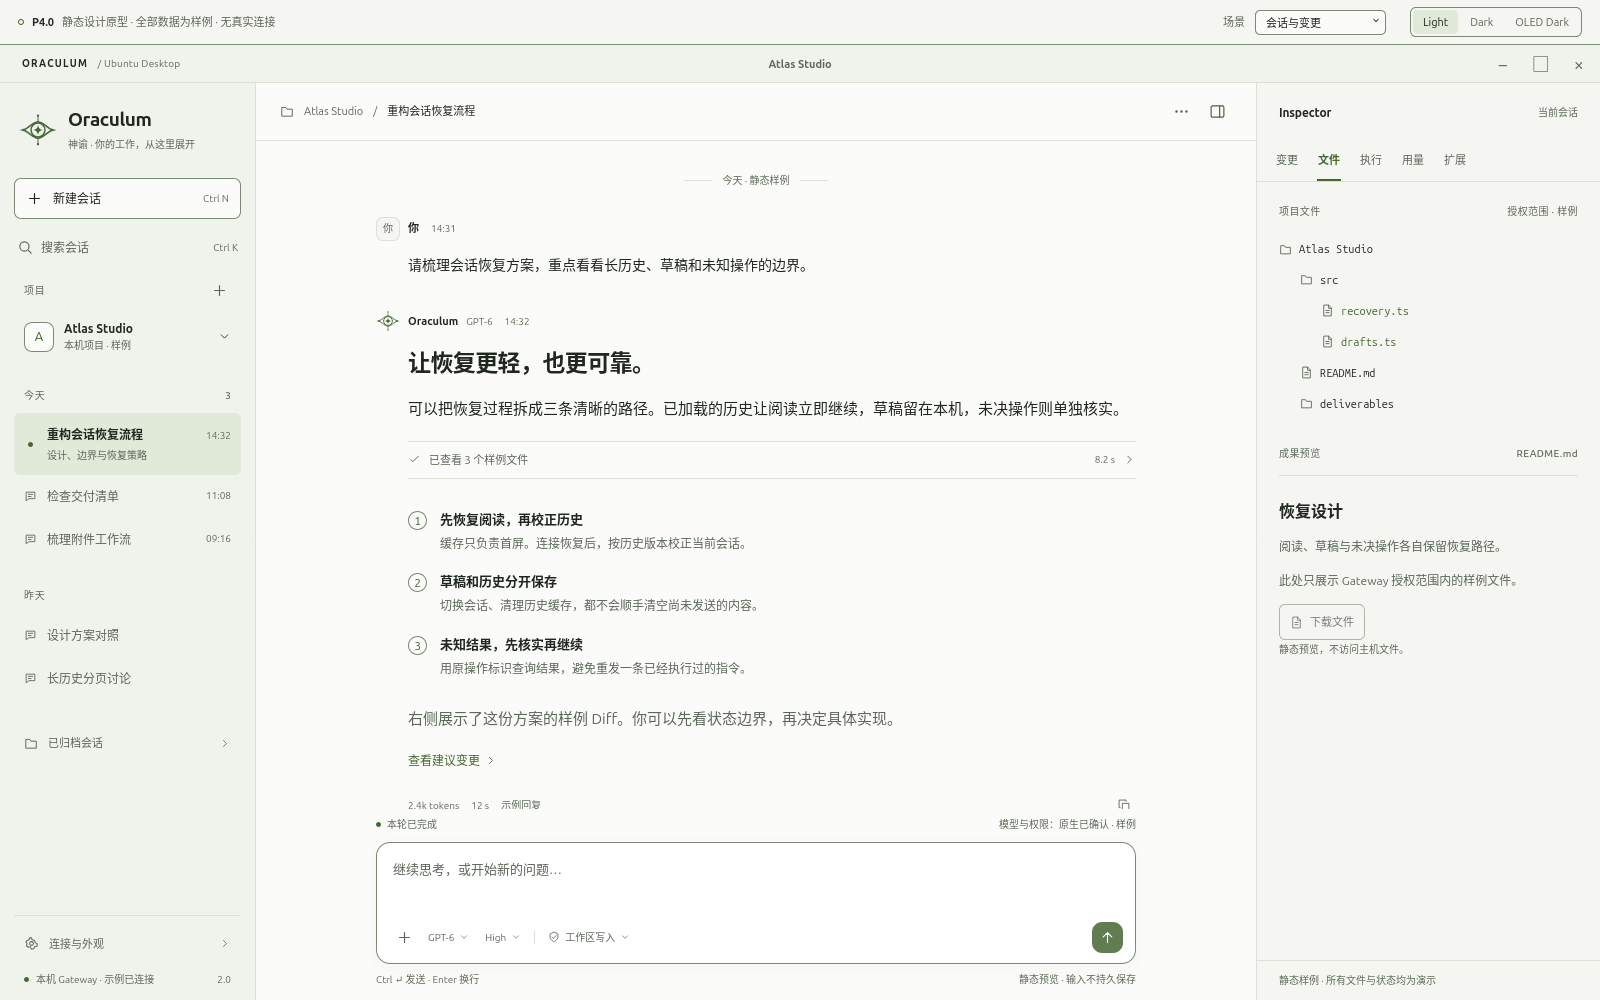 P4.0 静态设计原型 · 全部数据为样例 · 无真实连接
场景 会话与变更 Light Dark OLED Dark
ORACULUM / Ubuntu Desktop
Atlas Studio
Oraculum
神谕 · 你的工作，从这里展开
新建会话 Ctrl N
搜索会话 Ctrl K
项目
A
Atlas Studio
本机项目 · 样例
今天 3
重构会话恢复流程 14:32
设计、边界与恢复策略
检查交付清单 11:08
梳理附件工作流 09:16
昨天
设计方案对照
长历史分页讨论
已归档会话
连接与外观
本机 Gateway · 示例已连接 2.0
Atlas Studio / 重构会话恢复流程
今天 · 静态样例
你 你 14:31
请梳理会话恢复方案，重点看看长历史、草稿和未知操作的边界。
Oraculum GPT-6 14:32
让恢复更轻，也更可靠。
可以把恢复过程拆成三条清晰的路径。已加载的历史让阅读立即继续，草稿留在本机，未决操作则单独核实。
已查看 3 个样例文件 8.2 s
1 先恢复阅读，再校正历史
缓存只负责首屏。连接恢复后，按历史版本校正当前会话。
2 草稿和历史分开保存
切换会话、清理历史缓存，都不会顺手清空尚未发送的内容。
3 未知结果，先核实再继续
用原操作标识查询结果，避免重发一条已经执行过的指令。
右侧展示了这份方案的样例 Diff。你可以先看状态边界，再决定具体实现。
查看建议变更
2.4k tokens 12 s 示例回复
本轮已完成 模型与权限：原生已确认 · 样例
继续思考，或开始新的问题…
GPT-6 High 工作区写入
Ctrl ↵ 发送 · Enter 换行 静态预览 · 输入不持久保存
Inspector 当前会话
变更 文件 执行 用量 扩展
项目文件 授权范围 · 样例
Atlas Studio
src
recovery.ts
drafts.ts
README.md
deliverables
成果预览 README.md
恢复设计
阅读、草稿与未决操作各自保留恢复路径。
此处只展示 Gateway 授权范围内的样例文件。
下载文件
静态预览，不访问主机文件。
静态样例 · 所有文件与状态均为演示